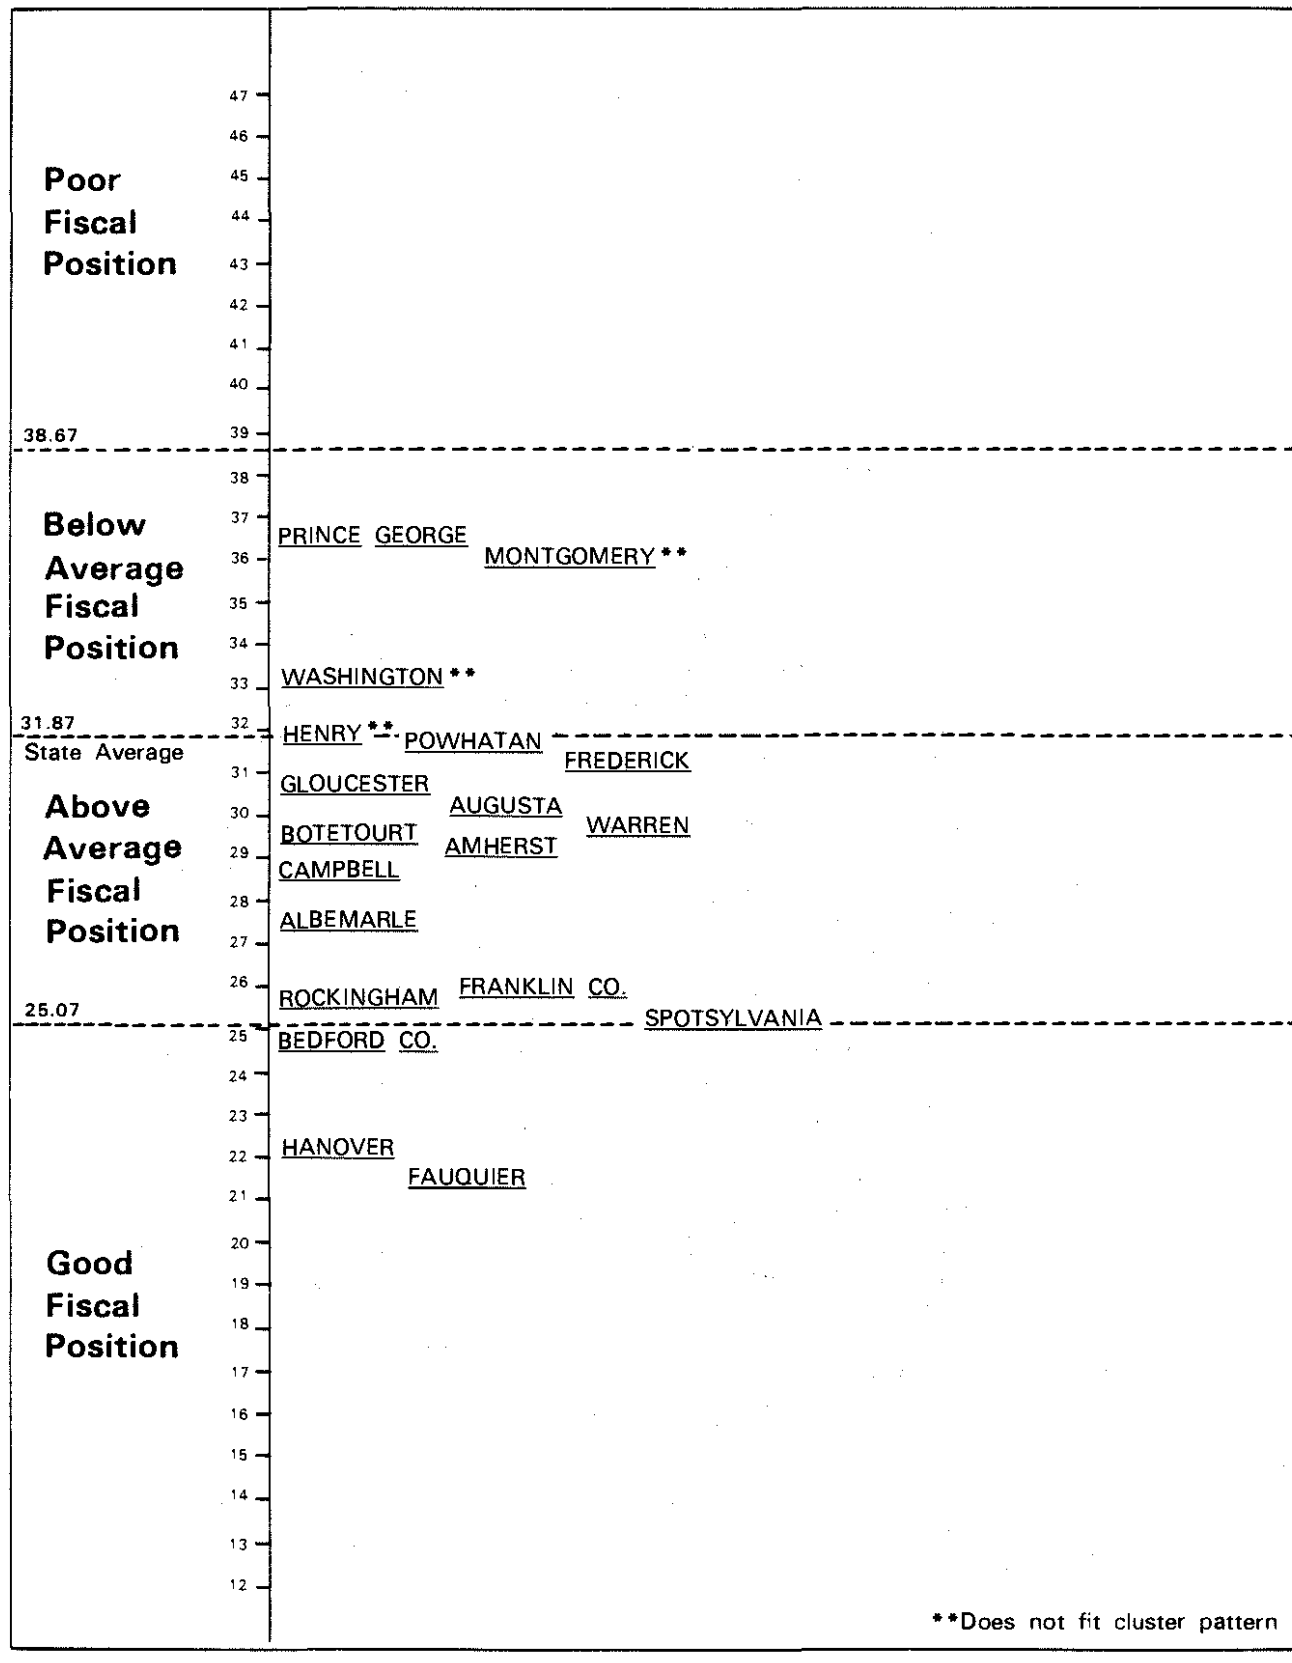 47
46
Poor
45
Fiscal
44
Position
43
42
41
40
38.67
39
38
Below
37
PRINCE GEORGE
MONTGOMERY**
Average
36
Fiscal
35
Position
34
WASHINGTON**
33
31.87
32
HENRY**
POWHATAN
State Average
FREDERICK
31
GLOUCESTER
Above
30
AUGUSTA
WARREN
BOTETOURT
Average
29
AMHERST
CAMPBELL
Fiscal
28
ALBEMARLE
Position
27
26
FRANKLIN CO.
ROCKINGHAM
25.07
SPOTSYLVANIA
25
BEDFORD CO.
24
23
HANOVER
22
FAUQUIER
21
20
Good
19
Fiscal
18
Position
17
16
15
14
13
12
**Does not fit cluster pattern